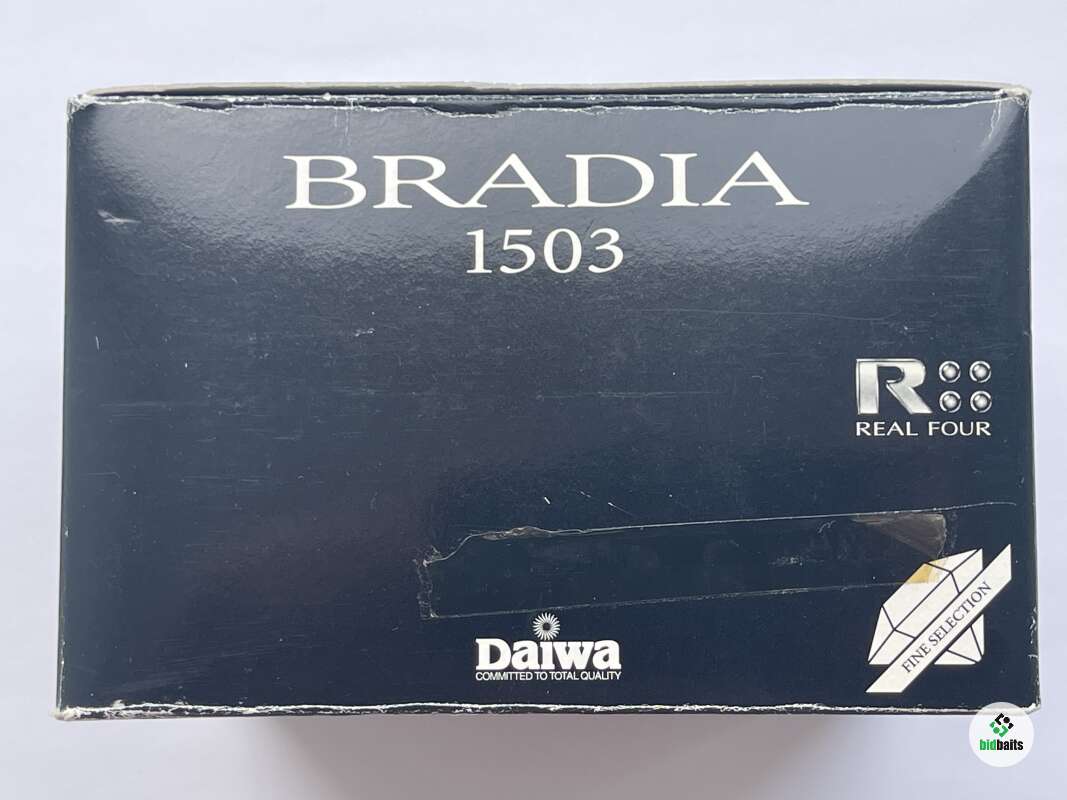 BRADIA
1503
R
REAL FOUR
FINE SELECTION
Daiwa
COMMITTED TO TOTAL QUALITY
bidbaits